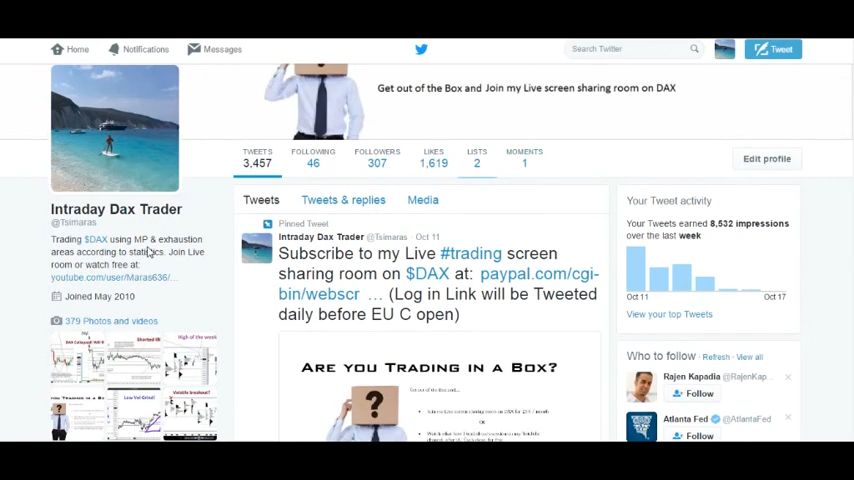 Home
Notifications
Messages
Search Twitter
Tweet
Get out of the Box and Join my Live screen sharing room on DAX
TWEETS
3,457
FOLLOWING
46
FOLLOWERS
307
LIKES
1,619
LISTS
2
MOMENTS
1
Edit profile
Intraday Dax Trader
@Tsimaras
Trading $DAX using MP & exhaustion
areas according to statistics. Join Live
room or watch free at:
youtube.com/user/Maras636/...
Joined May 2010
379 Photos and videos
Tweets
Tweets & replies
Media
Pinned Tweet
Intraday Dax Trader @Tsimaras · Oct 11
Subscribe to my Live #trading screen
sharing room on $DAX at: paypal.com/cgi-
bin/webscr ... (Log in Link will be Tweeted
daily before EU C open)
ARE YOU TRADING IN A BOX?
?
Your Tweet activity
Your Tweets earned 8,532 impressions
over the last week
Oct 11
Oct 17
View your top Tweets
Who to follow · Refresh · View all
Rajen Kapadia @RajenKap...
Follow
Atlanta Fed @AtlantaFed
Follow